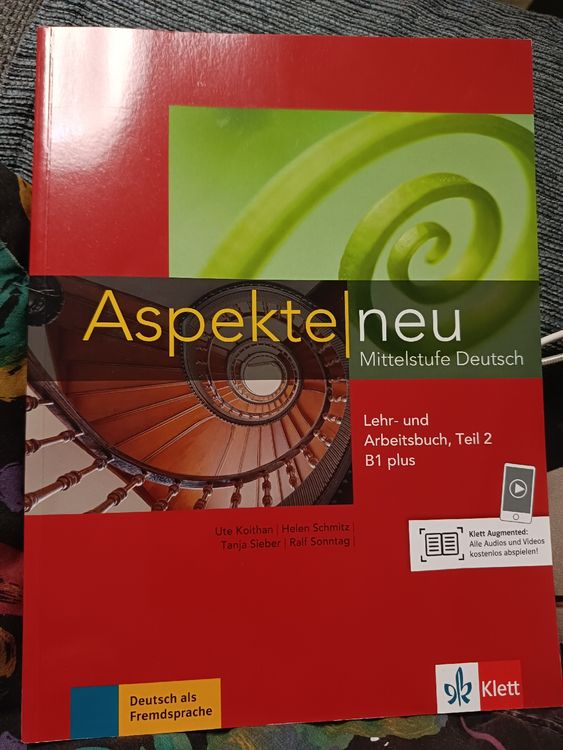 Aspekte|neu
Mittelstufe Deutsch
Lehr- und
Arbeitsbuch, Teil 2
B1 plus
Ute Koithan | Helen Schmitz
Tanja Sieber | Ralf Sonntag
Klett Augmented:
Alle Audios und Videos
kostenlos abspielen!
Deutsch als
Fremdsprache
Klett